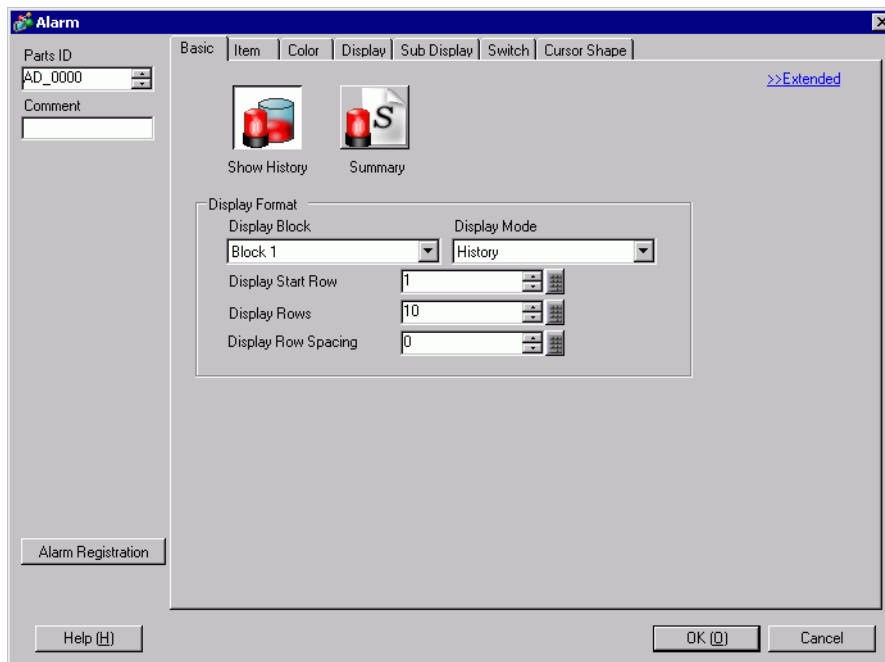 Alarm
Parts ID
AD_0000
Comment
Basic
Item
Color
Display
Sub Display
Switch
Cursor Shape
>>Extended
S
Show History
Summary
Display Format
Display Block
Display Mode
Block 1
History
Display Start Row
1
Display Rows
10
Display Row Spacing
0
Alarm Registration
Help (H)
OK (O)
Cancel